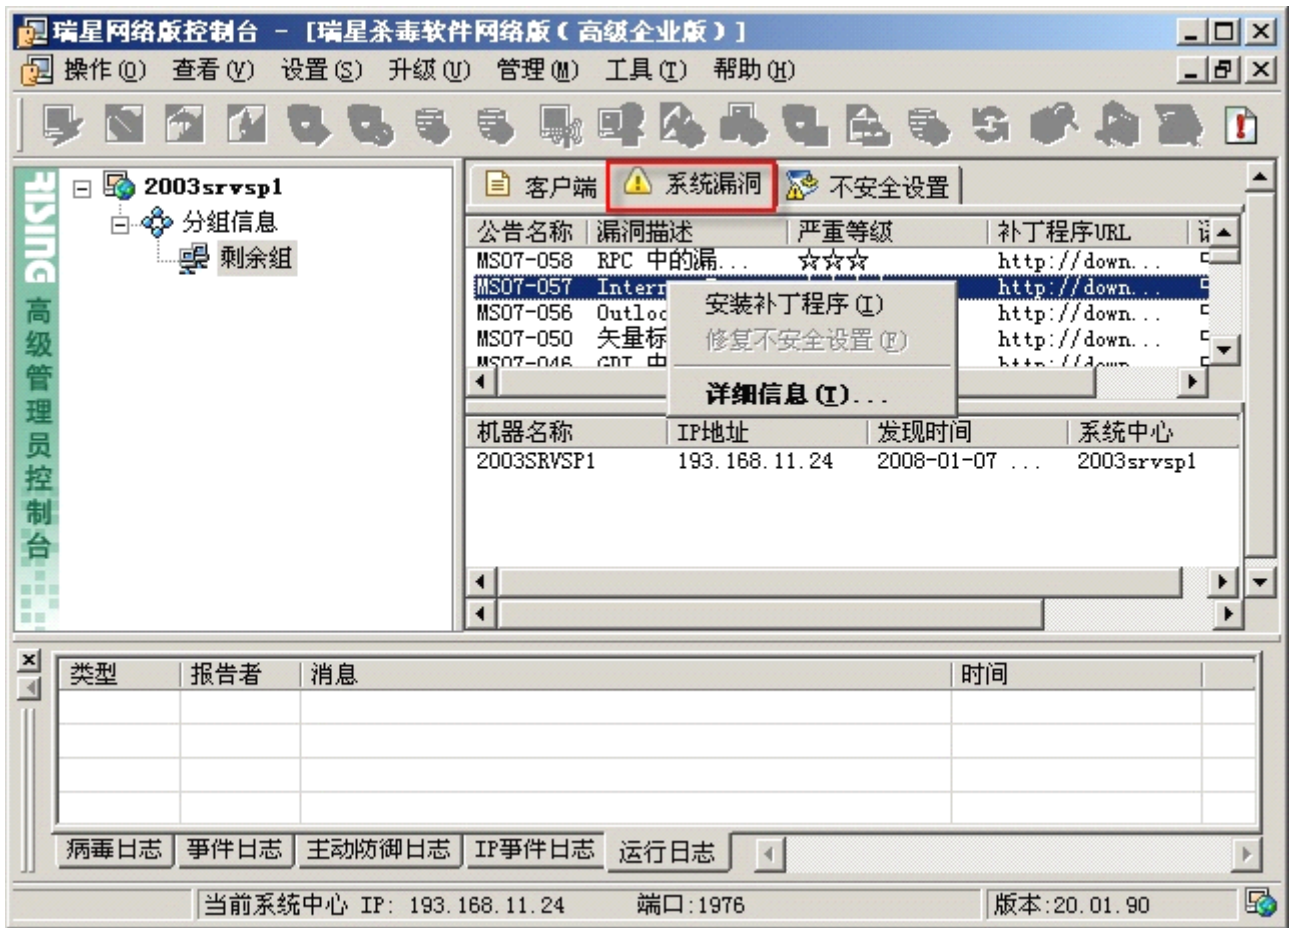 瑞星网络版控制台 - [瑞星杀毒软件网络版(高级企业版)]
操作(O) 查看(V) 设置(S) 升级(U) 管理(M) 工具(T) 帮助(H)
RISING 高级管理员控制台
2003srvsp1
分组信息
剩余组
客户端 系统漏洞 不安全设置
公告名称 漏洞描述 严重等级 补丁程序URL
MS07-058 RPC 中的漏... ☆☆☆ http://down...
MS07-057 Intern http://down...
MS07-056 Outloo http://down...
MS07-050 矢量标 http://down...
MS07-046 GDI 中 http://down...
安装补丁程序(I)
修复不安全设置(F)
详细信息(T)...
机器名称 IP地址 发现时间 系统中心
2003SRVSP1 193.168.11.24 2008-01-07 ... 2003srvsp1
类型 报告者 消息 时间
病毒日志 事件日志 主动防御日志 IP事件日志 运行日志
当前系统中心 IP: 193.168.11.24 端口:1976 版本:20.01.90